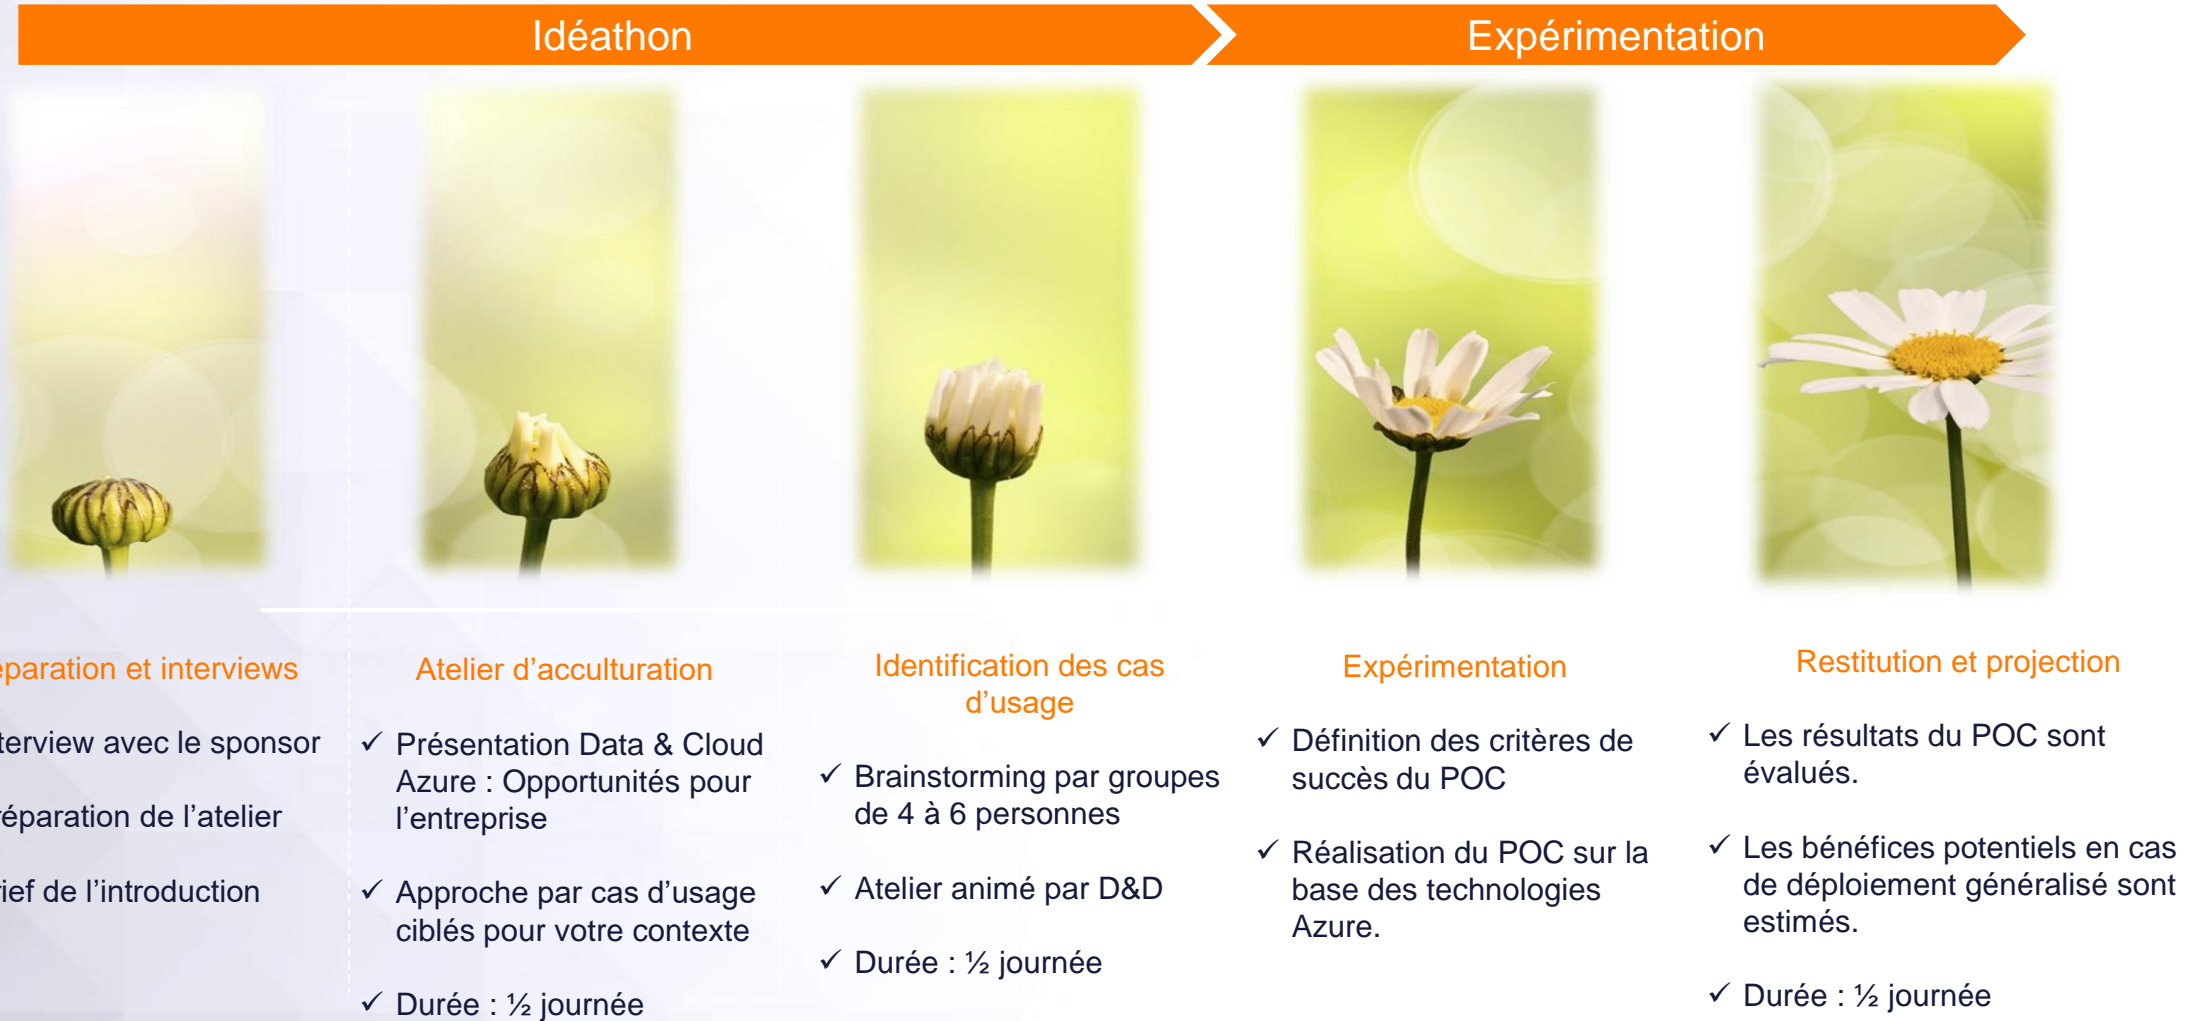 Idéathon
Expérimentation
éparation et interviews
terview avec le sponsor
éparation de l’atelier
rief de l’introduction
Atelier d’acculturation
✓ Présentation Data & Cloud
Azure : Opportunités pour
l’entreprise
✓ Approche par cas d’usage
ciblés pour votre contexte
✓ Durée : ½ journée
Identification des cas
d’usage
✓ Brainstorming par groupes
de 4 à 6 personnes
✓ Atelier animé par D&D
✓ Durée : ½ journée
Expérimentation
✓ Définition des critères de
succès du POC
✓ Réalisation du POC sur la
base des technologies
Azure.
Restitution et projection
✓ Les résultats du POC sont
évalués.
✓ Les bénéfices potentiels en cas
de déploiement généralisé sont
estimés.
✓ Durée : ½ journée